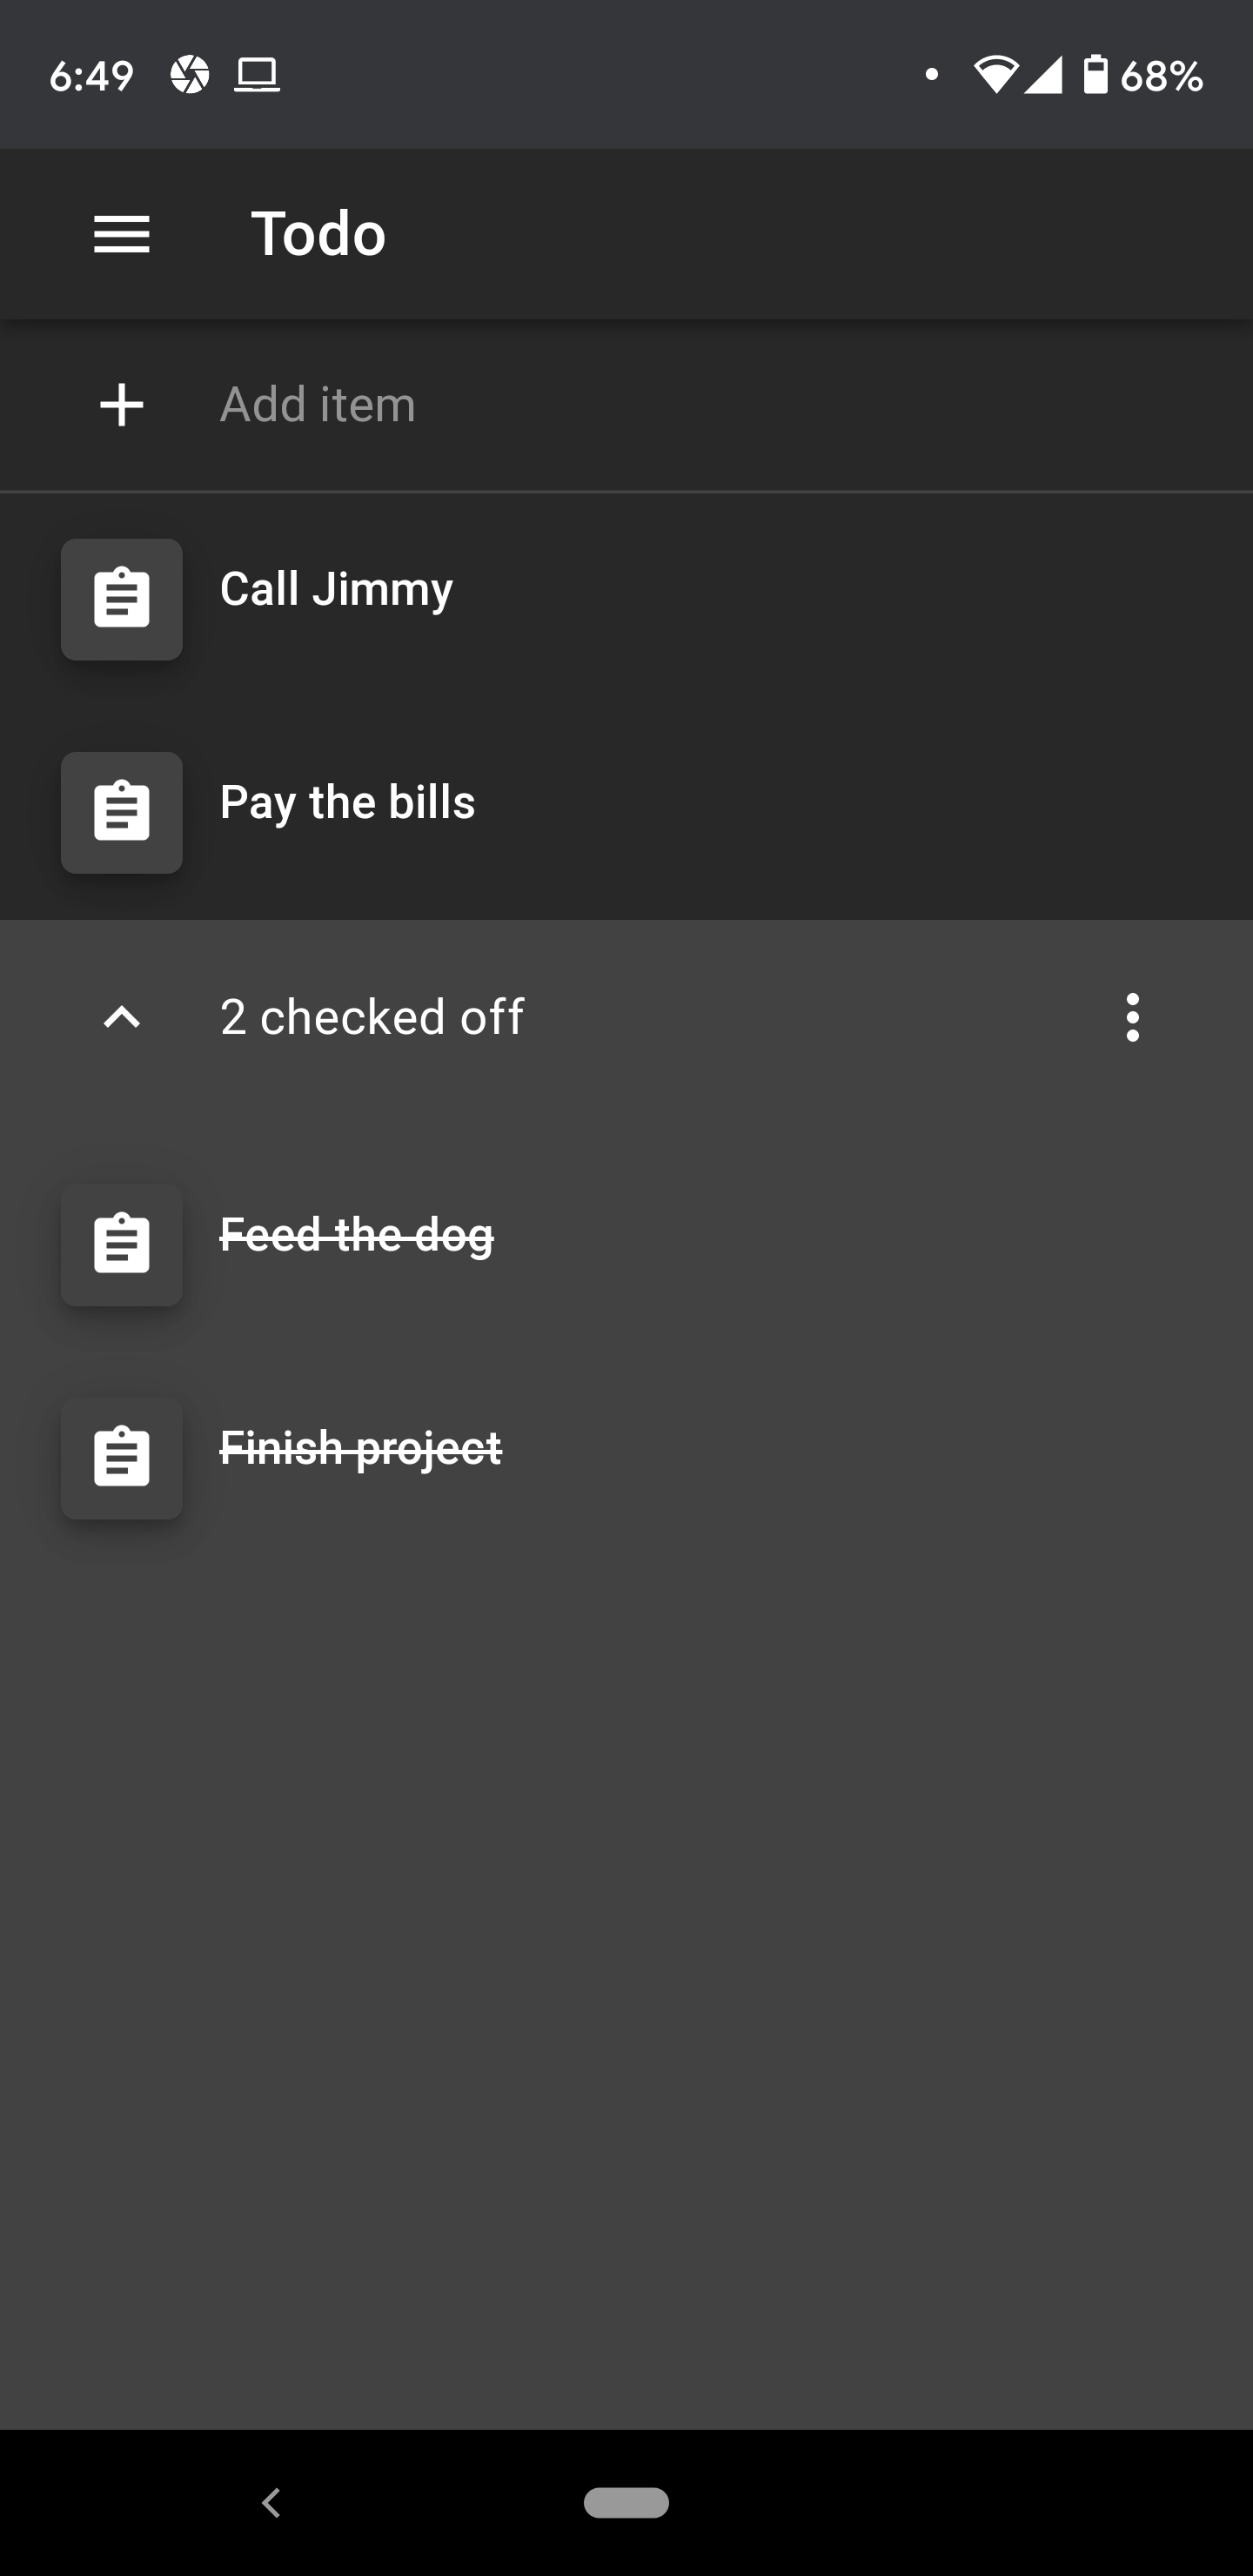 6:49 68%
Todo
Add item
Call Jimmy
Pay the bills
2 checked off
Feed the dog
Finish project